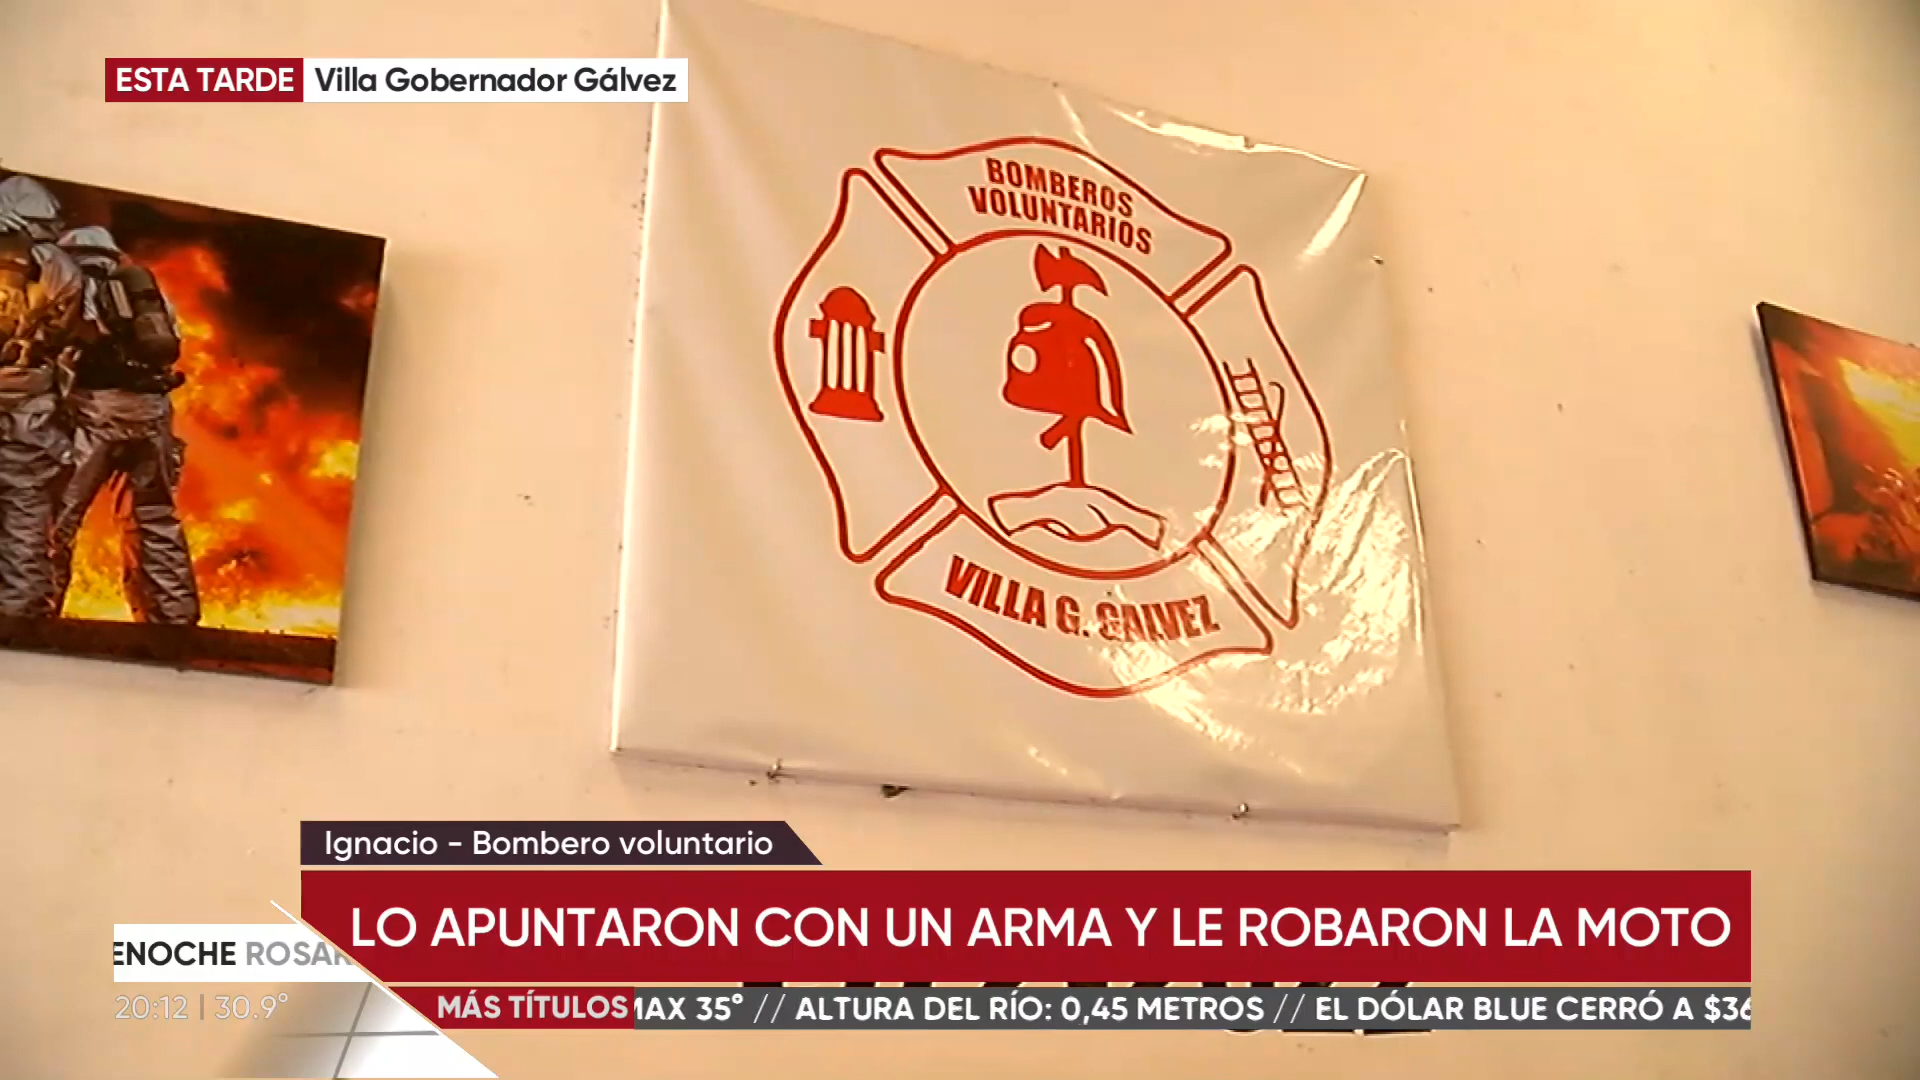 ESTA TARDE Villa Gobernador Gálvez
BOMBEROS
VOLUNTARIOS
VILLA G. GALVEZ
Ignacio - Bombero voluntario
LO APUNTARON CON UN ARMA Y LE ROBARON LA MOTO
ENOCHE ROSAR
20:12 | 30.9°
MÁS TÍTULOS MAX 35° // ALTURA DEL RÍO: 0,45 METROS // EL DÓLAR BLUE CERRÓ A $36